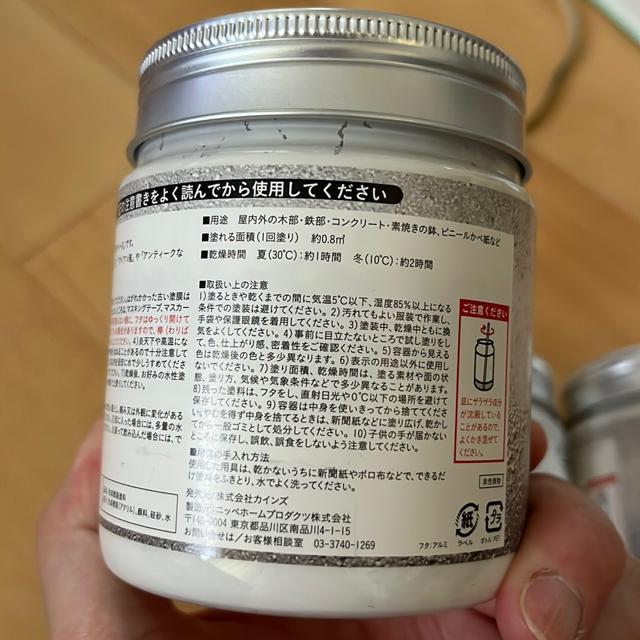 の注意書きをよく読んでから使用してください
■用途 屋内外の木部・鉄部・コンクリート・素焼きの鉢、ビニールかべ紙など
■塗れる面積(1回塗り) 約0.8㎡
■乾燥時間 夏(30℃):約1時間 冬(10℃):約2時間
■取扱い上の注意
1)塗るときや乾くまでの間に気温5℃以下、湿度85%以上になる
条件での塗装は避けてください。2)汚れてもよい服装で作業し、
手袋や保護眼鏡を着用してください。3)塗装中、乾燥中ともに換
気をよくしてください。4)事前に目立たないところで試し塗りをし
て、色、仕上がり感、密着性をご確認ください。5)容器から見える
色は乾燥後の色と多少異なります。6)表示の用途以外に使用し
ないでください。7)塗り面積、乾燥時間は、塗る素材や面の状
態、塗り方、気候や気象条件などで多少異なることがあります。
8)残った塗料は、フタをし、直射日光や0℃以下の場所を避けて
保存してください。9)容器は中身を使いきってから捨ててくださ
い。やむを得ず中身を捨てるときは、新聞紙などに塗り広げ、乾かし
てから一般ゴミとして処分してください。10)子供の手が届かない
ところに保存し、誤飲、誤食をしないよう注意してください。
■用具の手入れ方法
使用した用具は、乾かないうちに新聞紙やボロ布などで、できるだ
け塗料をふきとり、水でよく洗ってください。
発売元/株式会社カインズ
製造/ニッペホームプロダクツ株式会社
〒140-0004 東京都品川区南品川4-1-15
お問い合せは/お客様相談室 03-3740-1269
ご注意ください
底にザラザラ成分
が沈殿している
ことがあるので、
よくかき混ぜて
ください。
非危険物
フタ:アルミ
紙
ラベル
プラ
ボトル:PET